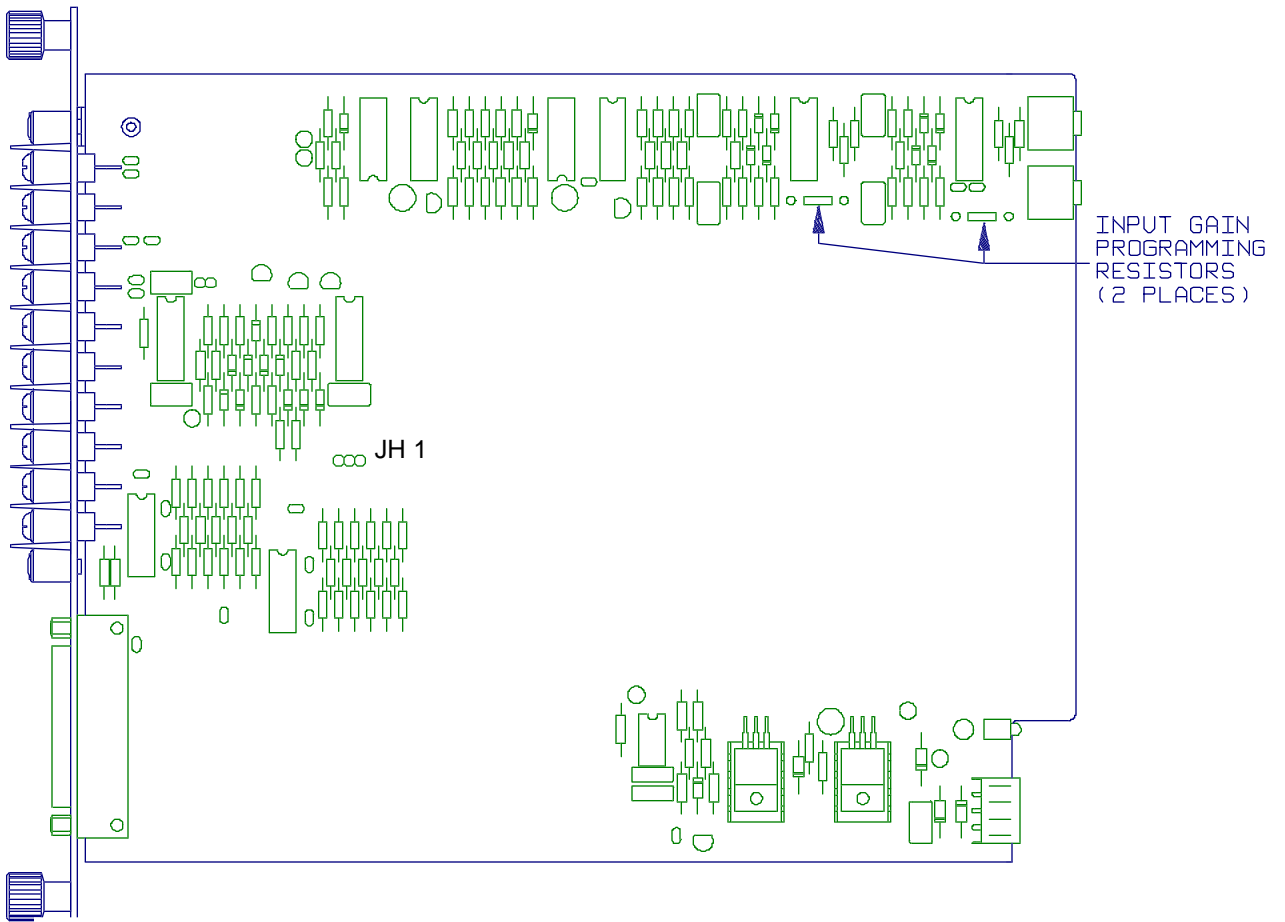 INPUT GAIN
PROGRAMMING
RESISTORS
(2 PLACES)
JH 1